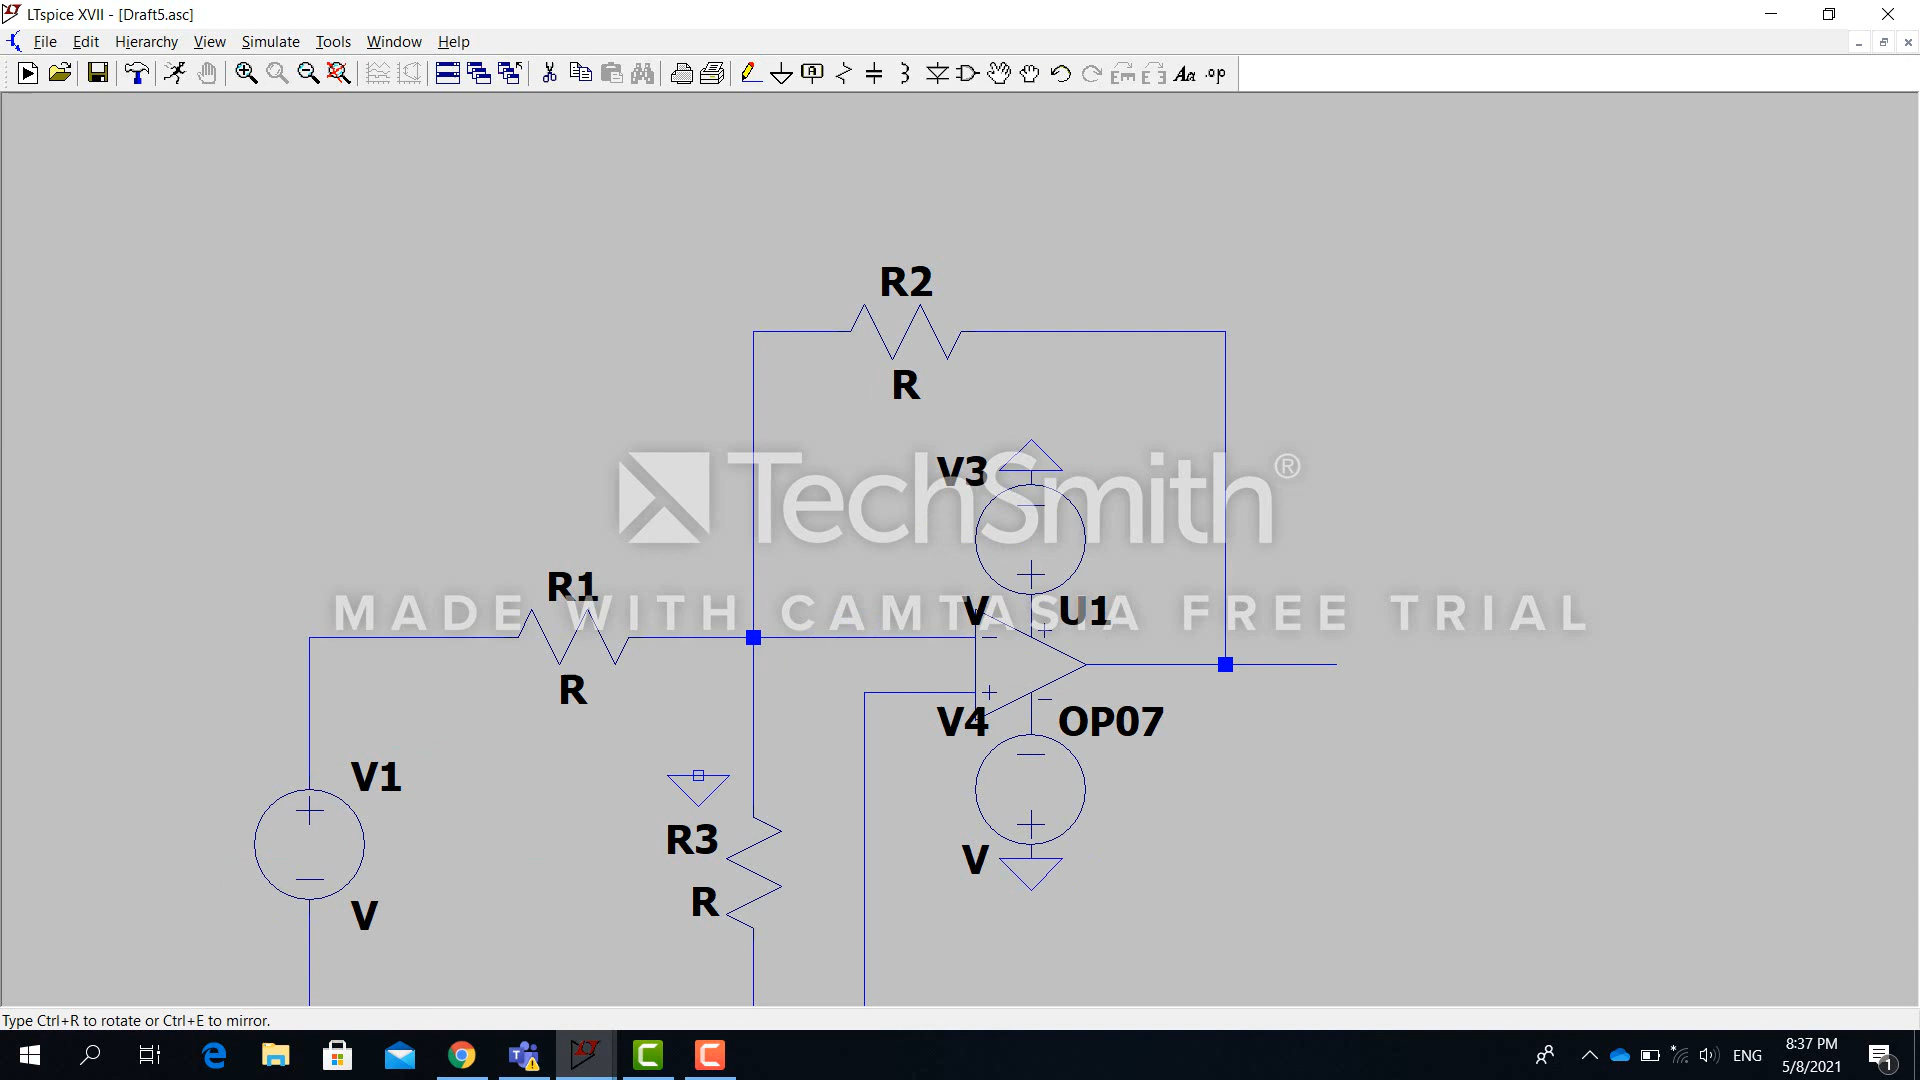 LTspice XVII - [Draft5.asc]
File Edit Hierarchy View Simulate Tools Window Help
R2
R
V3
TechSmith®
R1
MADE WITH CAMTASIA FREE TRIAL
V U1
R
V4 OP07
V1
R3
V
R
V
Type Ctrl+R to rotate or Ctrl+E to mirror.
ENG
8:37 PM
5/8/2021
1